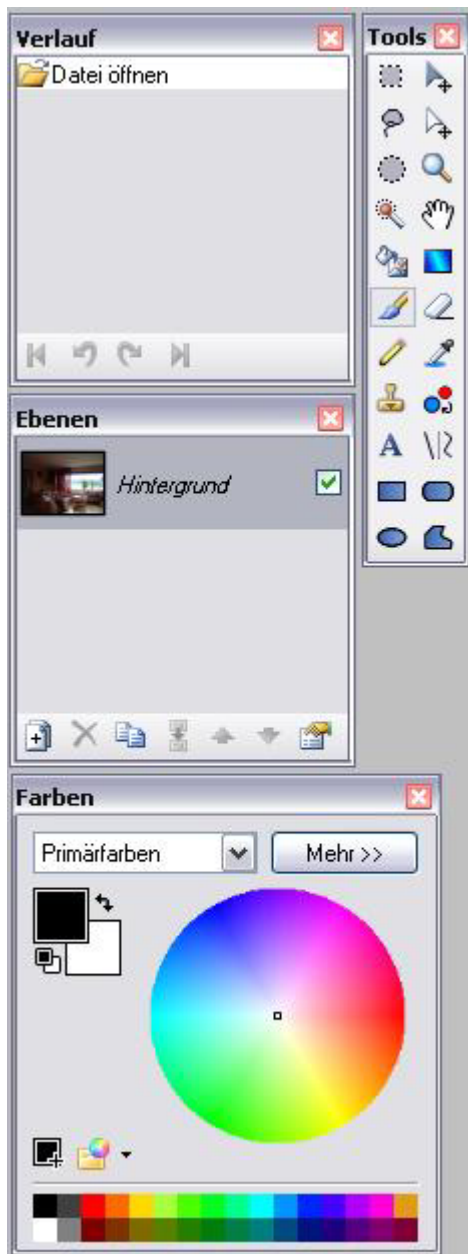 Verlauf
Datei öffnen
Tools
Ebenen
Hintergrund
Farben
Primärfarben
Mehr >>